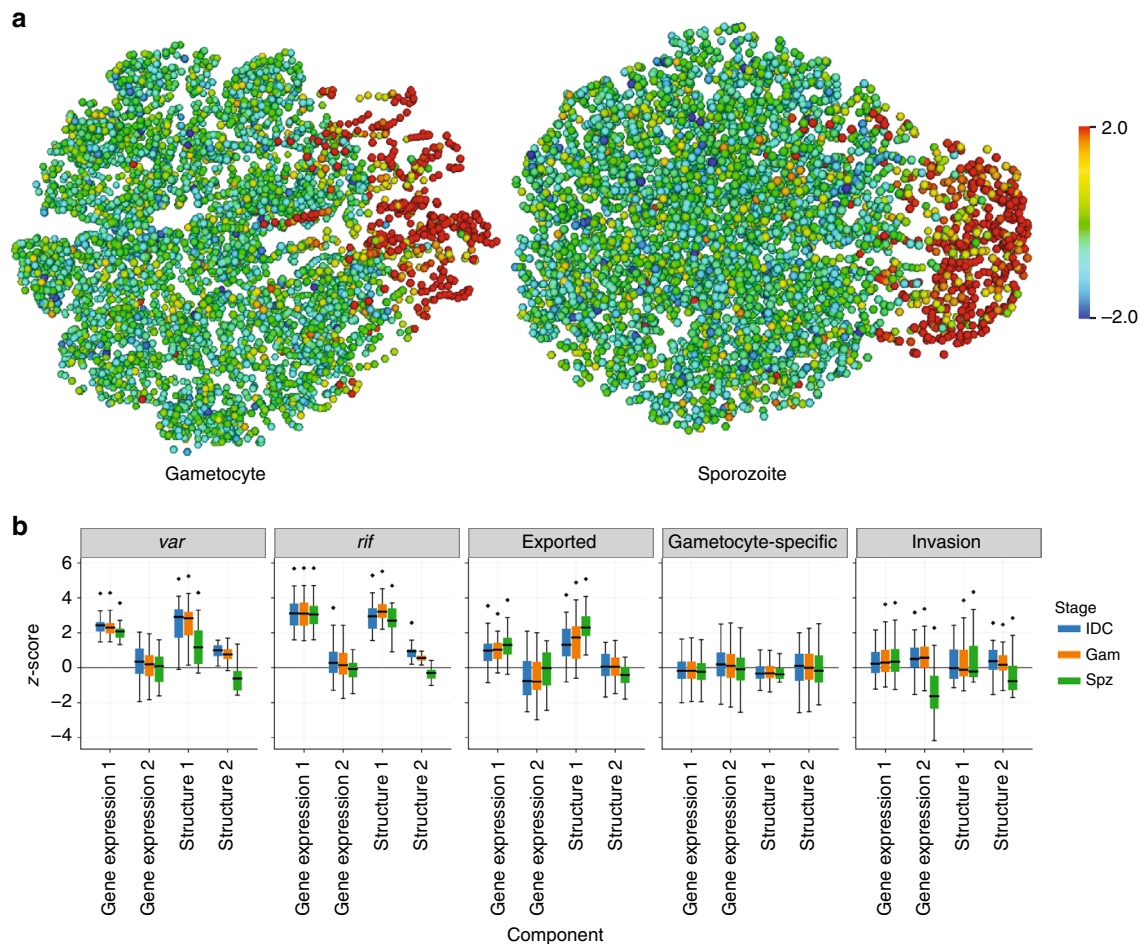 a
2.0
−2.0
Gametocyte
Sporozoite
b
var
rif
Exported
Gametocyte-specific
Invasion
z-score
6
4
2
0
−2
−4
Stage
IDC
Gam
Spz
Gene expression 1
Gene expression 2
Structure 1
Structure 2
Gene expression 1
Gene expression 2
Structure 1
Structure 2
Gene expression 1
Gene expression 2
Structure 1
Structure 2
Gene expression 1
Gene expression 2
Structure 1
Structure 2
Gene expression 1
Gene expression 2
Structure 1
Structure 2
Component